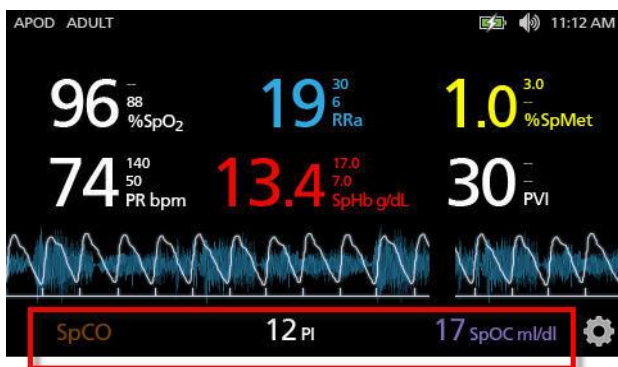 APOD ADULT 11:12 AM
96 -- 88 %SpO₂
19 30 6 RRa
1.0 3.0 -- %SpMet
74 140 50 PR bpm
13.4 17.0 7.0 SpHb g/dL
30 -- -- PVI
SpCO 12 PI 17 SpOC ml/dl